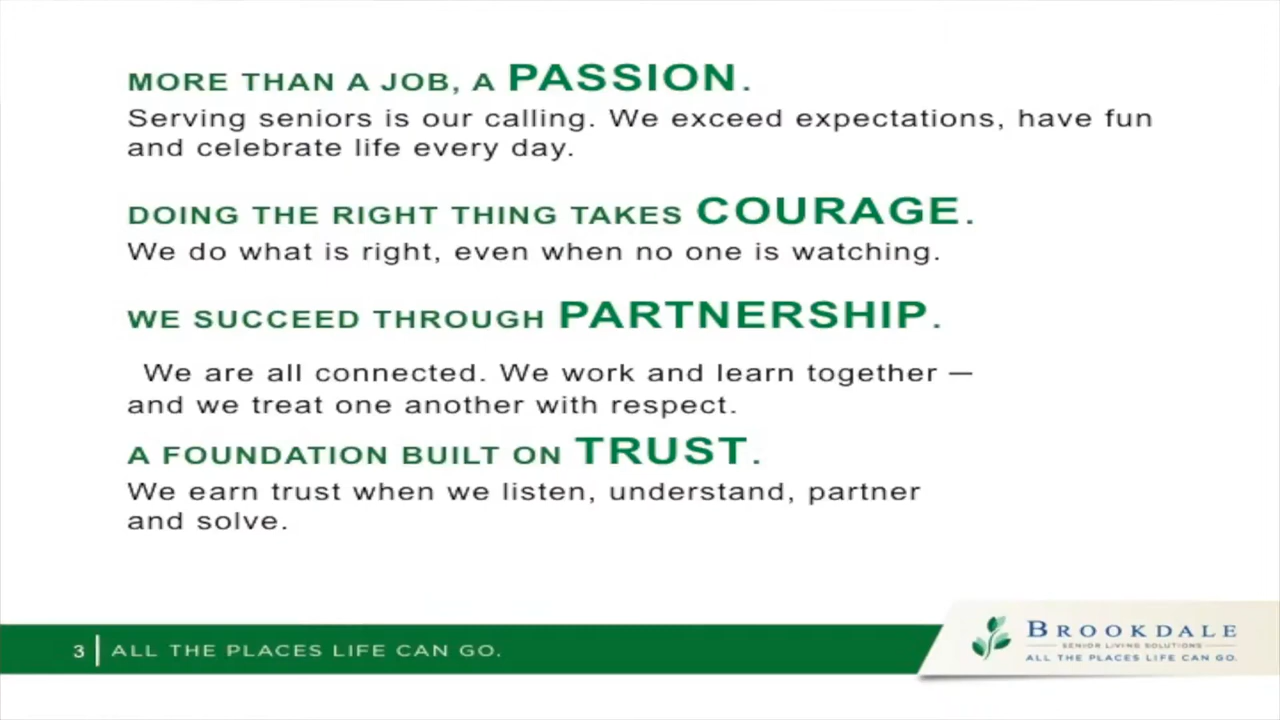 MORE THAN A JOB, A PASSION.
Serving seniors is our calling. We exceed expectations, have fun
and celebrate life every day.
DOING THE RIGHT THING TAKES COURAGE.
We do what is right, even when no one is watching.
WE SUCCEED THROUGH PARTNERSHIP.
We are all connected. We work and learn together —
and we treat one another with respect.
A FOUNDATION BUILT ON TRUST.
We earn trust when we listen, understand, partner
and solve.
3 | ALL THE PLACES LIFE CAN GO.
BROOKDALE
SENIOR LIVING SOLUTIONS
ALL THE PLACES LIFE CAN GO.